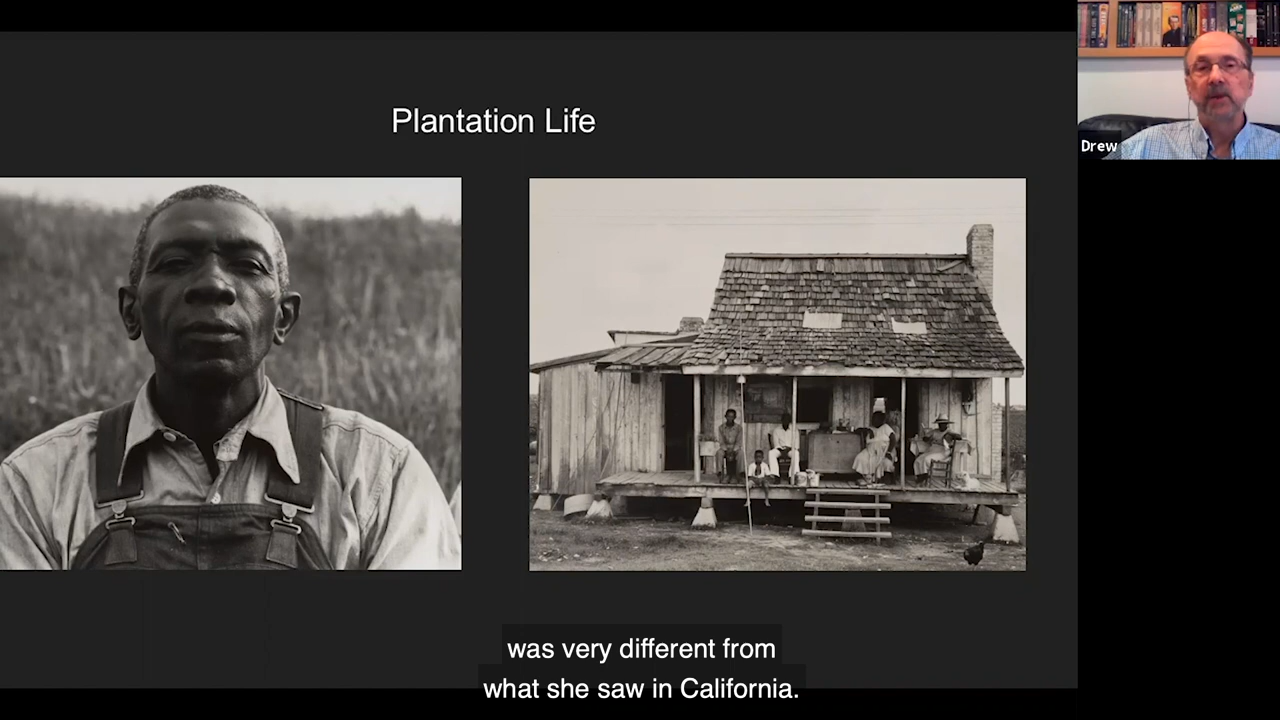 Plantation Life
Drew
was very different from
what she saw in California.